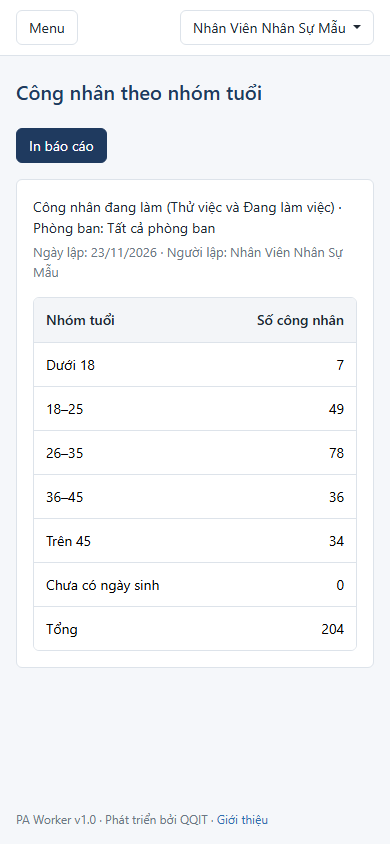 Menu
Nhân Viên Nhân Sự Mẫu
Công nhân theo nhóm tuổi
In báo cáo
Công nhân đang làm (Thử việc và Đang làm việc) ·
Phòng ban: Tất cả phòng ban
Ngày lập: 23/11/2026 · Người lập: Nhân Viên Nhân Sự
Mẫu
Nhóm tuổi Số công nhân
Dưới 18 7
18–25 49
26–35 78
36–45 36
Trên 45 34
Chưa có ngày sinh 0
Tổng 204
PA Worker v1.0 · Phát triển bởi QQIT · Giới thiệu